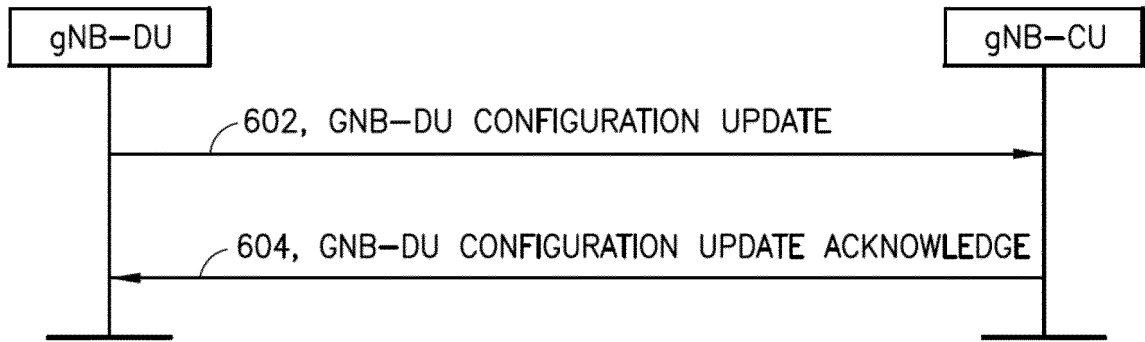 gNB-DU
gNB-CU
602, GNB-DU CONFIGURATION UPDATE
604, GNB-DU CONFIGURATION UPDATE ACKNOWLEDGE